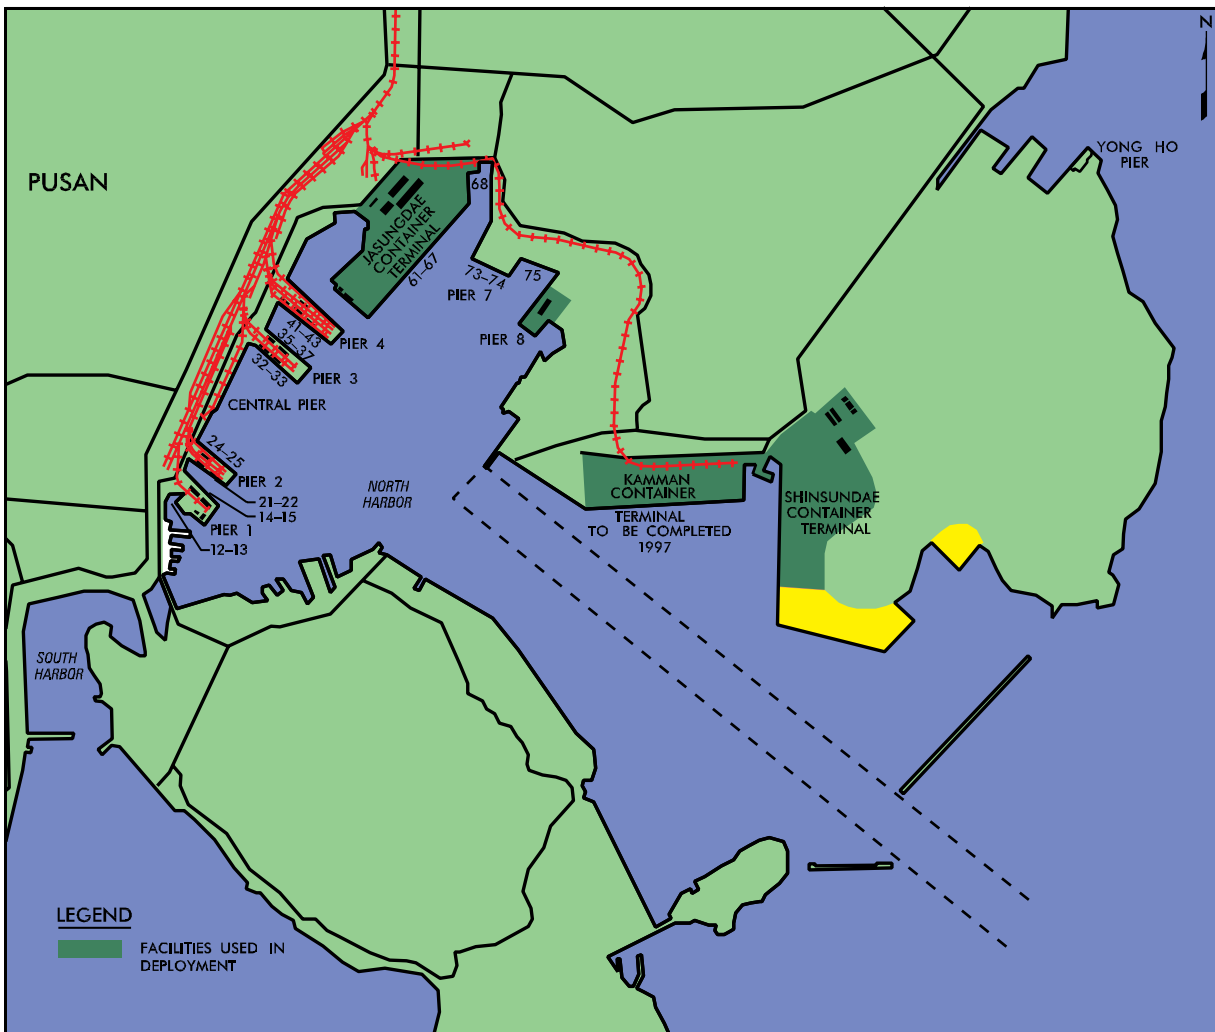 N
YONG HO
PIER
PUSAN
68
JASUNGDAE
CONTAINER
TERMINAL
61–67
73–74
75
PIER 7
PIER 8
41–43
35–37
PIER 4
32–33
PIER 3
CENTRAL PIER
24–25
PIER 2
21–22
14–15
PIER 1
12–13
NORTH
HARBOR
KAMMAN
CONTAINER
TERMINAL
TO BE COMPLETED
1997
SHINSUNDAE
CONTAINER
TERMINAL
SOUTH
HARBOR
LEGEND
FACILITIES USED IN
DEPLOYMENT